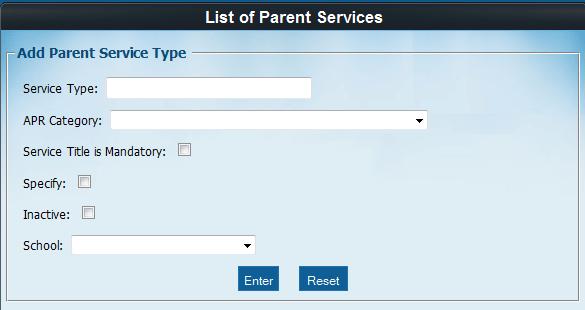 List of Parent Services
Add Parent Service Type
Service Type:
APR Category:
Service Title is Mandatory:
Specify:
Inactive:
School:
Enter Reset